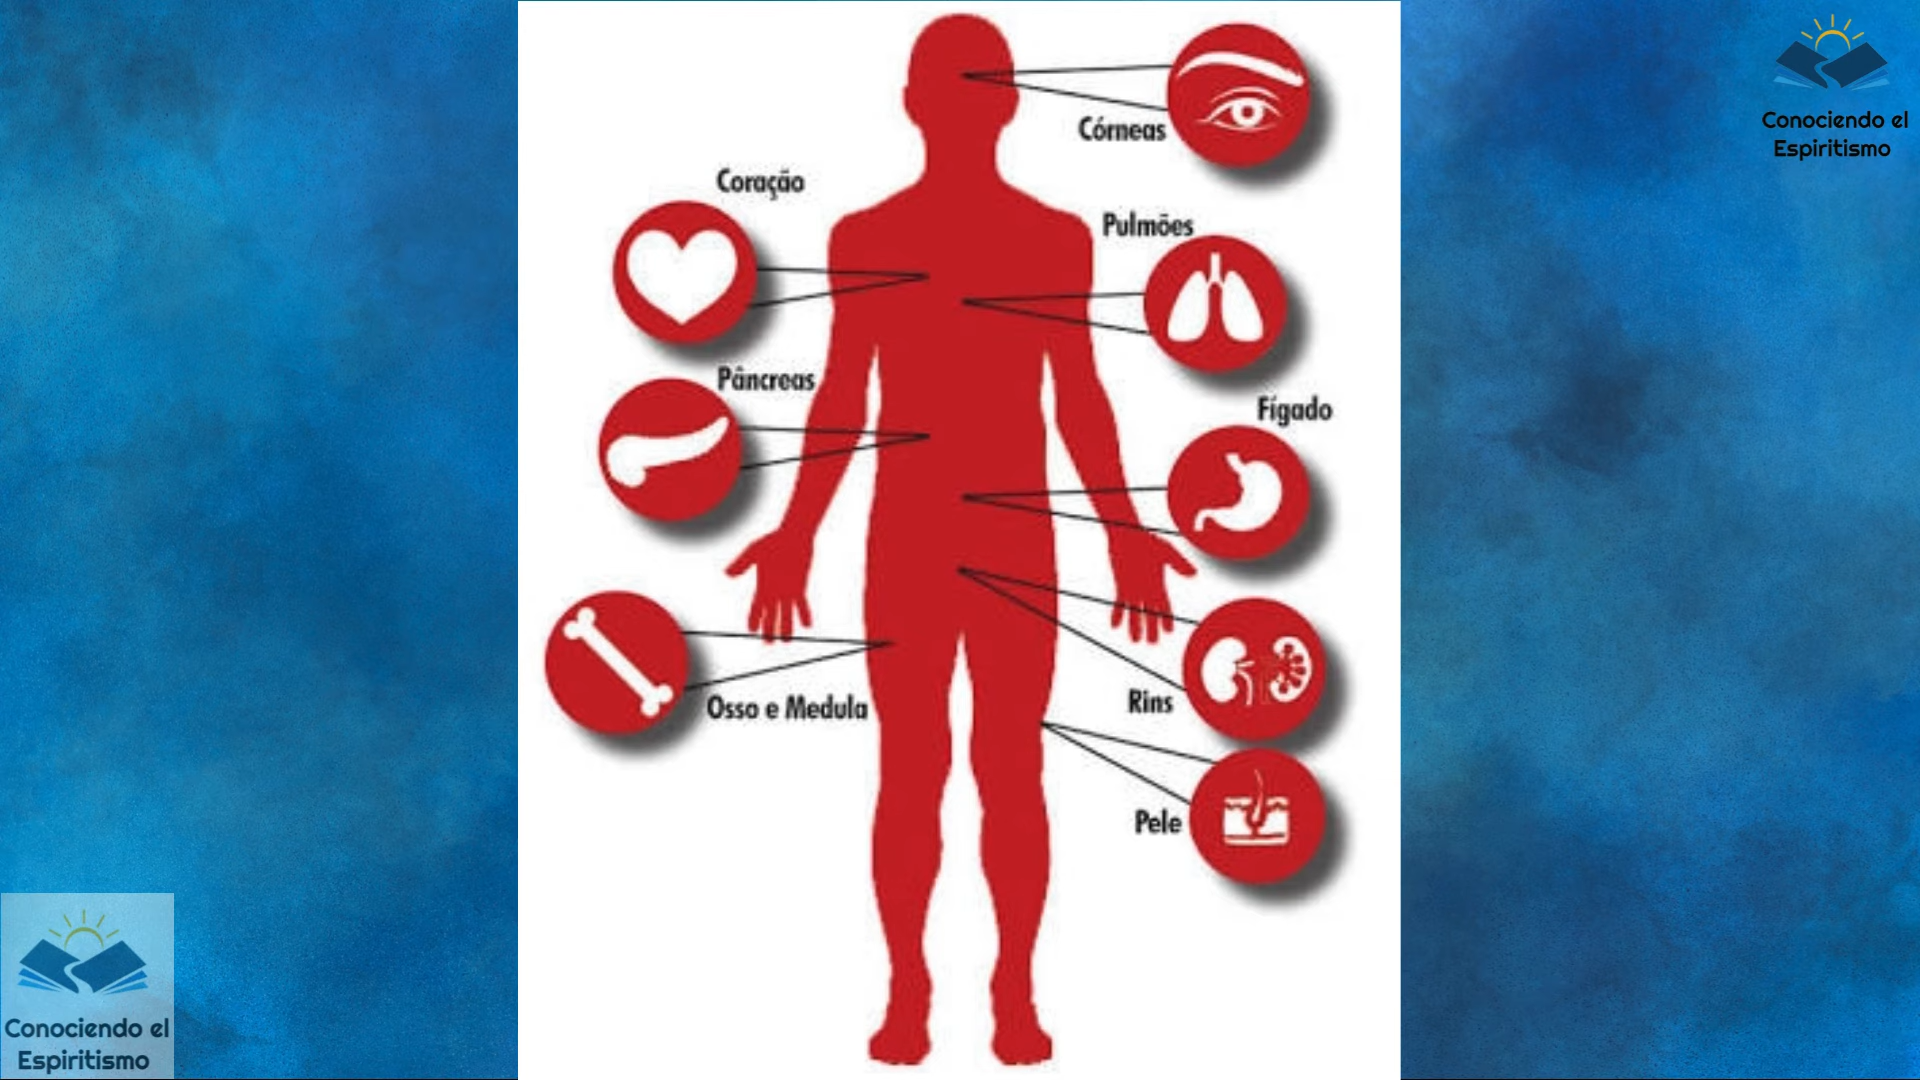 Conociendo el
Espiritismo
Córneas
Coração
Pulmões
Pâncreas
Fígado
Osso e Medula
Rins
Pele
Conociendo el
Espiritismo